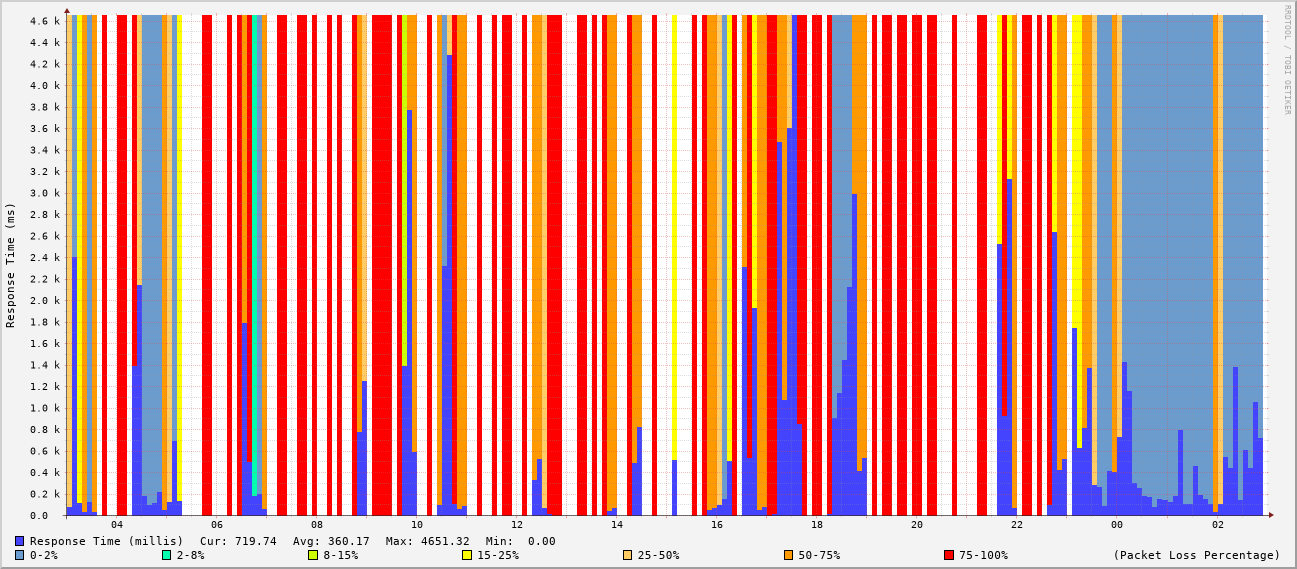 RRDTOOL / TOBI OETIKER
Response Time (ms)
4.6 k
4.4 k
4.2 k
4.0 k
3.8 k
3.6 k
3.4 k
3.2 k
3.0 k
2.8 k
2.6 k
2.4 k
2.2 k
2.0 k
1.8 k
1.6 k
1.4 k
1.2 k
1.0 k
0.8 k
0.6 k
0.4 k
0.2 k
0.0
04 06 08 10 12 14 16 18 20 22 00 02
Response Time (millis) Cur: 719.74 Avg: 360.17 Max: 4651.32 Min: 0.00
0-2% 2-8% 8-15% 15-25% 25-50% 50-75% 75-100% (Packet Loss Percentage)